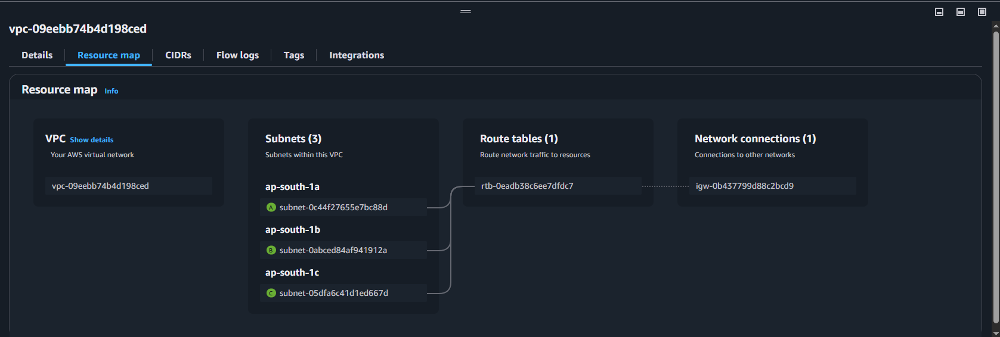 vpc-09eebb74b4d198ced
Details
Resource map
CIDRs
Flow logs
Tags
Integrations
Resource map Info
VPC Show details
Your AWS virtual network
vpc-09eebb74b4d198ced
Subnets (3)
Subnets within this VPC
ap-south-1a
A subnet-0c44f27655e7bc88d
ap-south-1b
B subnet-0abced84af941912a
ap-south-1c
C subnet-05dfa6c41d1ed667d
Route tables (1)
Route network traffic to resources
rtb-0eadb38c6ee7dfdc7
Network connections (1)
Connections to other networks
igw-0b437799d88c2bcd9